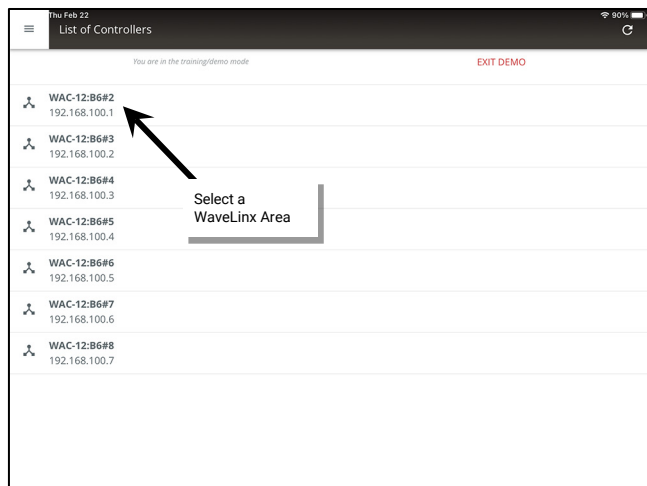 Thu Feb 22
90%
List of Controllers
You are in the training/demo mode
EXIT DEMO
WAC-12:B6#2
192.168.100.1
WAC-12:B6#3
192.168.100.2
WAC-12:B6#4
192.168.100.3
Select a
WaveLinx Area
WAC-12:B6#5
192.168.100.4
WAC-12:B6#6
192.168.100.5
WAC-12:B6#7
192.168.100.6
WAC-12:B6#8
192.168.100.7